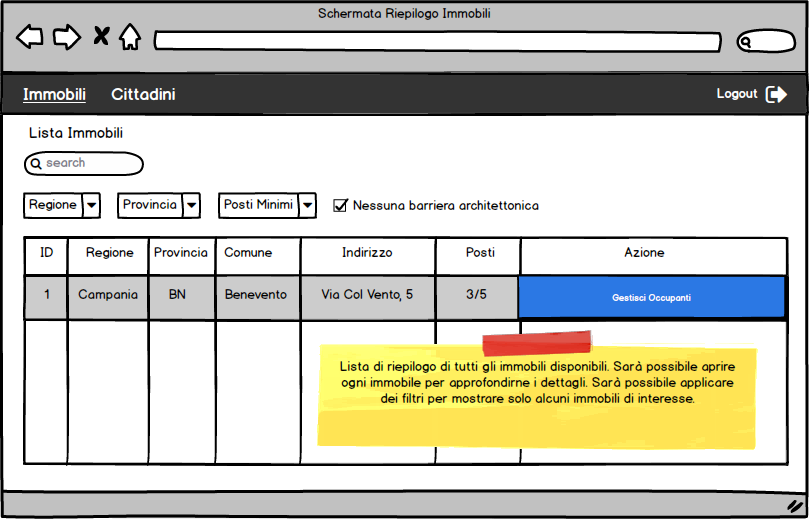 Schermata Riepilogo Immobili
Immobili Cittadini Logout
Lista Immobili
search
Regione Provincia Posti Minimi Nessuna barriera architettonica
ID Regione Provincia Comune Indirizzo Posti Azione
1 Campania BN Benevento Via Col Vento, 5 3/5 Gestisci Occupanti
Lista di riepilogo di tutti gli immobili disponibili. Sarà possibile aprire
ogni immobile per approfondirne i dettagli. Sarà possibile applicare
dei filtri per mostrare solo alcuni immobili di interesse.